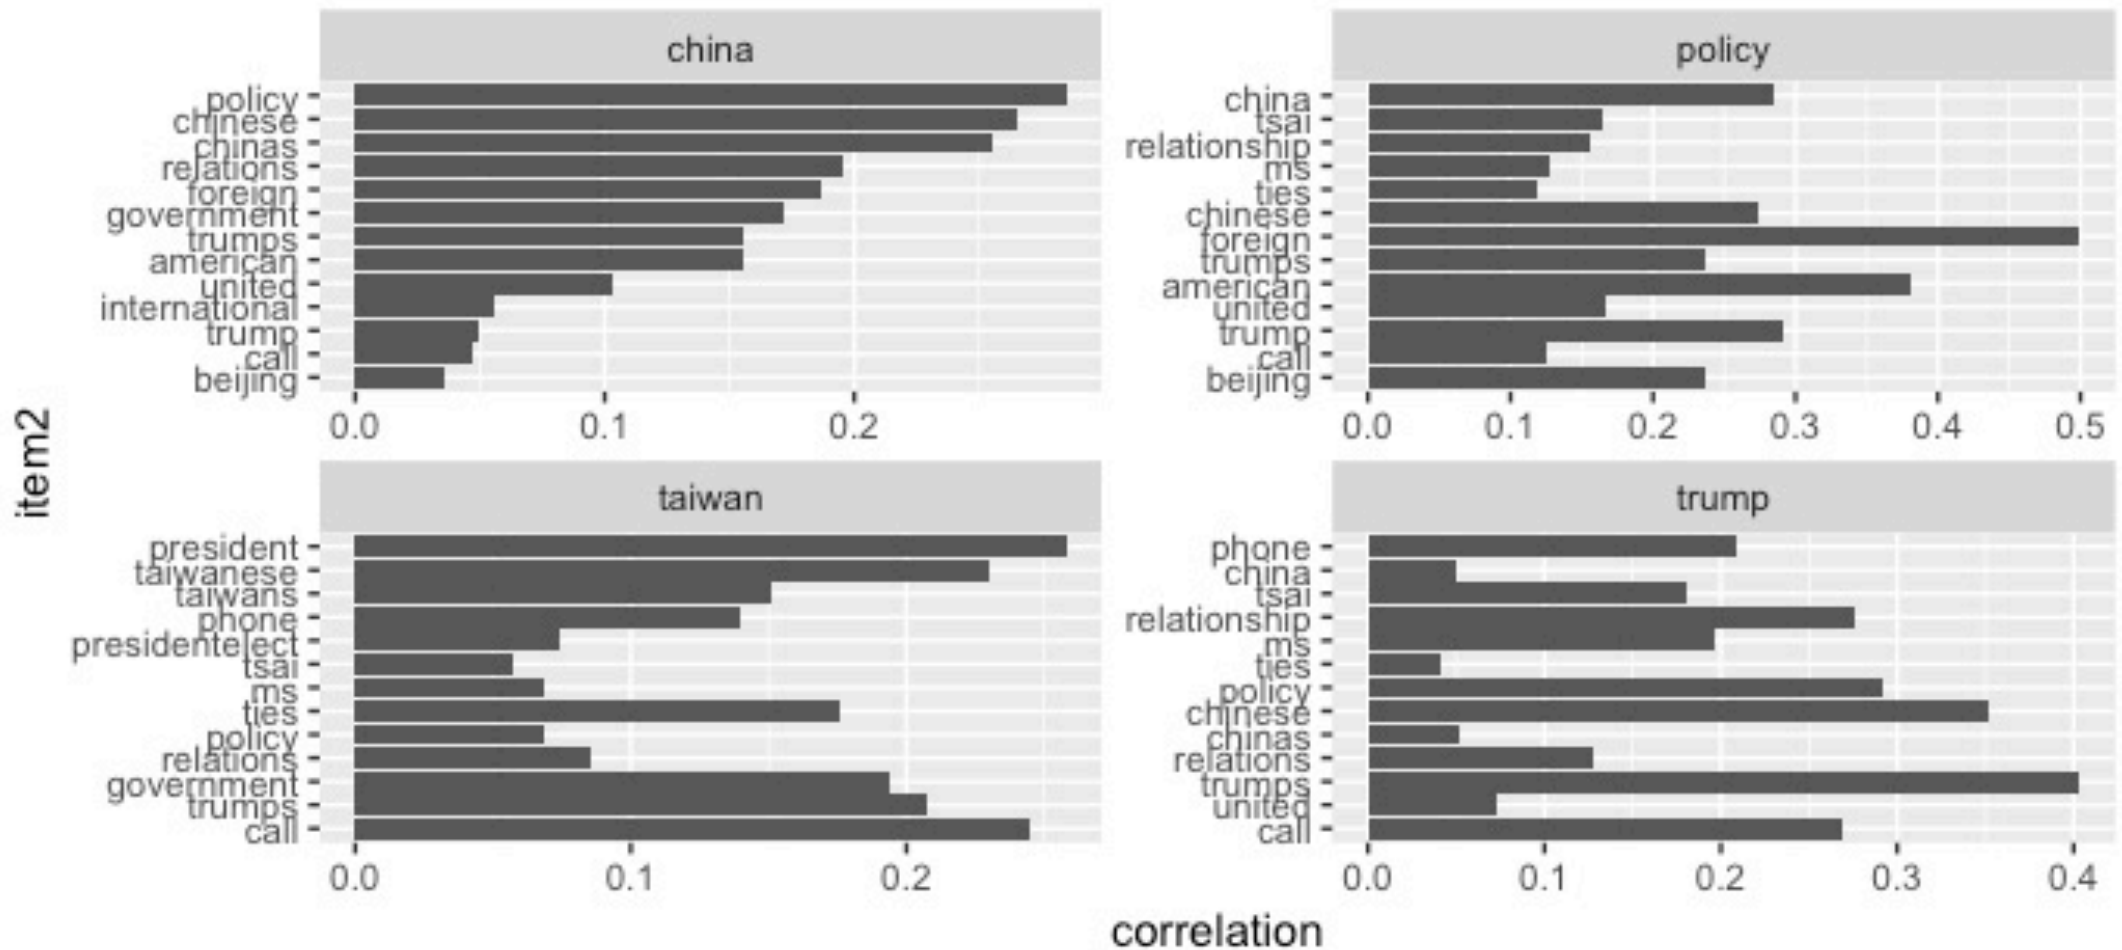 china
policy
chinese
chinas
relations
foreign
government
trumps
american
united
international
trump
call
beijing
0.0 0.1 0.2
policy
china
tsai
relationship
ms
ties
chinese
foreign
trumps
american
united
trump
call
beijing
0.0 0.1 0.2 0.3 0.4 0.5
item2
taiwan
president
taiwanese
taiwans
phone
presidentelect
tsai
ms
ties
policy
relations
government
trumps
call
0.0 0.1 0.2
trump
phone
china
tsai
relationship
ms
ties
policy
chinese
chinas
relations
trumps
united
call
0.0 0.1 0.2 0.3 0.4
correlation